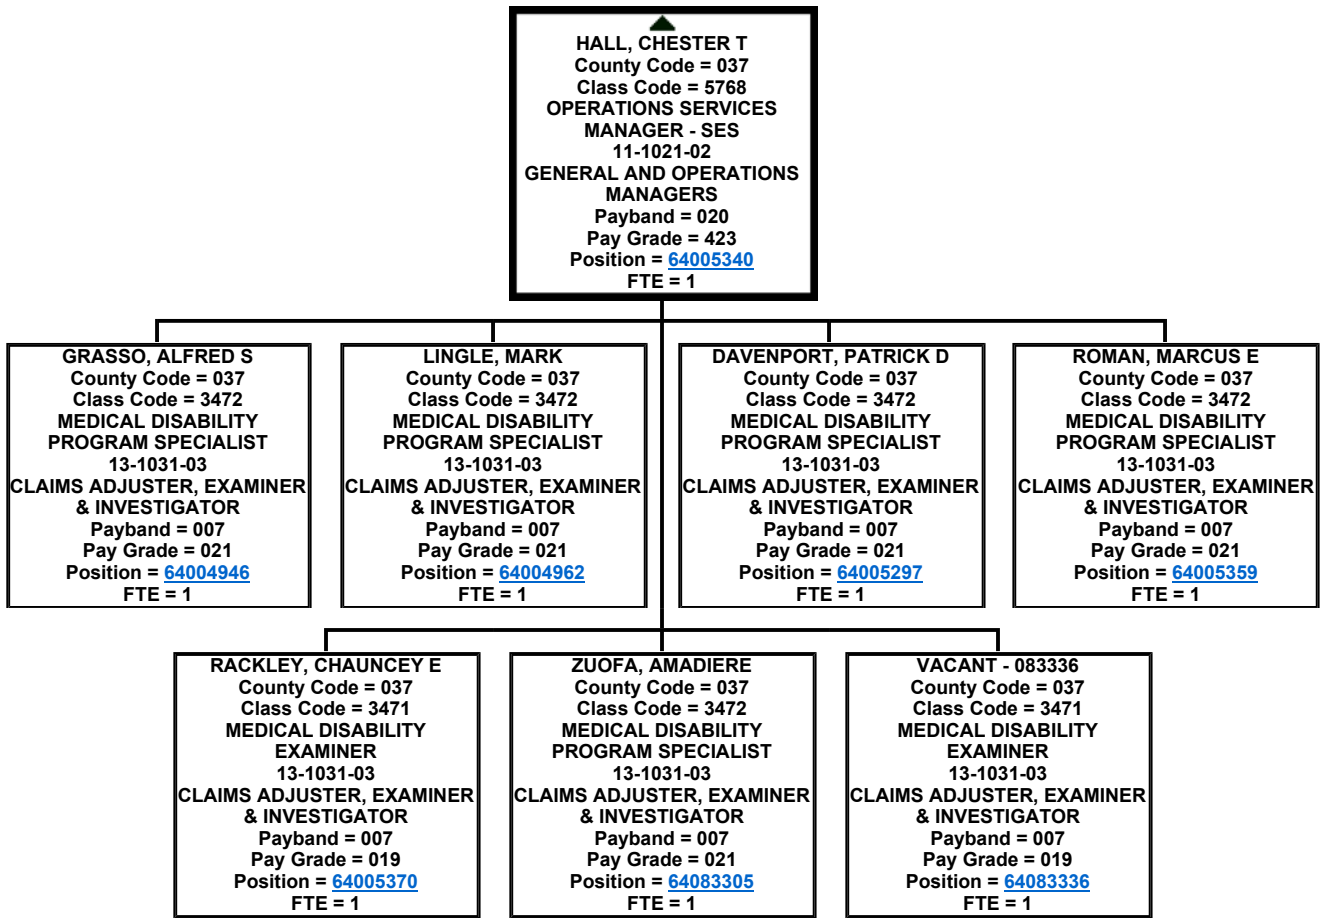 HALL, CHESTER T
County Code = 037
Class Code = 5768
OPERATIONS SERVICES
MANAGER - SES
11-1021-02
GENERAL AND OPERATIONS
MANAGERS
Payband = 020
Pay Grade = 423
Position = 64005340
FTE = 1
GRASSO, ALFRED S
County Code = 037
Class Code = 3472
MEDICAL DISABILITY
PROGRAM SPECIALIST
13-1031-03
CLAIMS ADJUSTER, EXAMINER
& INVESTIGATOR
Payband = 007
Pay Grade = 021
Position = 64004946
FTE = 1
LINGLE, MARK
County Code = 037
Class Code = 3472
MEDICAL DISABILITY
PROGRAM SPECIALIST
13-1031-03
CLAIMS ADJUSTER, EXAMINER
& INVESTIGATOR
Payband = 007
Pay Grade = 021
Position = 64004962
FTE = 1
DAVENPORT, PATRICK D
County Code = 037
Class Code = 3472
MEDICAL DISABILITY
PROGRAM SPECIALIST
13-1031-03
CLAIMS ADJUSTER, EXAMINER
& INVESTIGATOR
Payband = 007
Pay Grade = 021
Position = 64005297
FTE = 1
ROMAN, MARCUS E
County Code = 037
Class Code = 3472
MEDICAL DISABILITY
PROGRAM SPECIALIST
13-1031-03
CLAIMS ADJUSTER, EXAMINER
& INVESTIGATOR
Payband = 007
Pay Grade = 021
Position = 64005359
FTE = 1
RACKLEY, CHAUNCEY E
County Code = 037
Class Code = 3471
MEDICAL DISABILITY
EXAMINER
13-1031-03
CLAIMS ADJUSTER, EXAMINER
& INVESTIGATOR
Payband = 007
Pay Grade = 019
Position = 64005370
FTE = 1
ZUOFA, AMADIERE
County Code = 037
Class Code = 3472
MEDICAL DISABILITY
PROGRAM SPECIALIST
13-1031-03
CLAIMS ADJUSTER, EXAMINER
& INVESTIGATOR
Payband = 007
Pay Grade = 021
Position = 64083305
FTE = 1
VACANT - 083336
County Code = 037
Class Code = 3471
MEDICAL DISABILITY
EXAMINER
13-1031-03
CLAIMS ADJUSTER, EXAMINER
& INVESTIGATOR
Payband = 007
Pay Grade = 019
Position = 64083336
FTE = 1